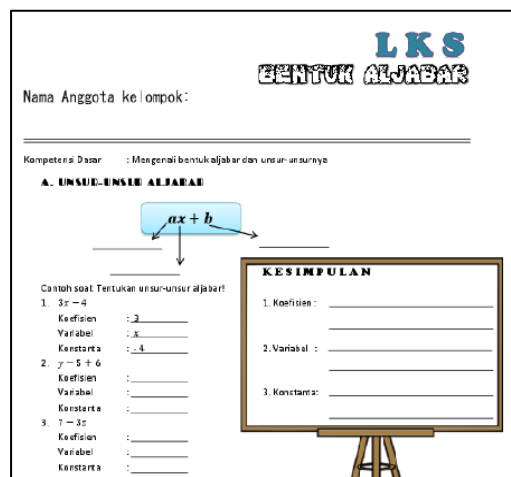 LKS
BENTUK ALJABAR
Nama Anggota kelompok:
Kompetensi Dasar : Mengenali bentuk aljabar dan unsur-unsurnya
A. UNSUR-UNSUR ALJABAR
ax + b
Contoh soal: Tentukan unsur-unsur aljabar!
1. 3x − 4
Koefisien : 3
Variabel : x
Konstanta : - 4
2. y − 5 + 6
Koefisien :
Variabel :
Konstanta :
3. 7 − 3z
Koefisien :
Variabel :
Konstanta :
KESIMPULAN
1. Koefisien :
2. Variabel :
3. Konstanta: